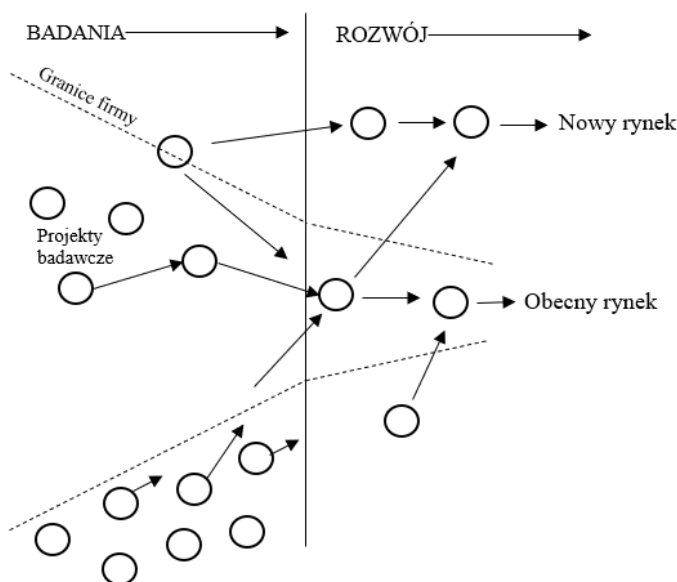 BADANIA
ROZWÓJ
Granice firmy
Nowy rynek
Projekty
badawcze
Obecny rynek